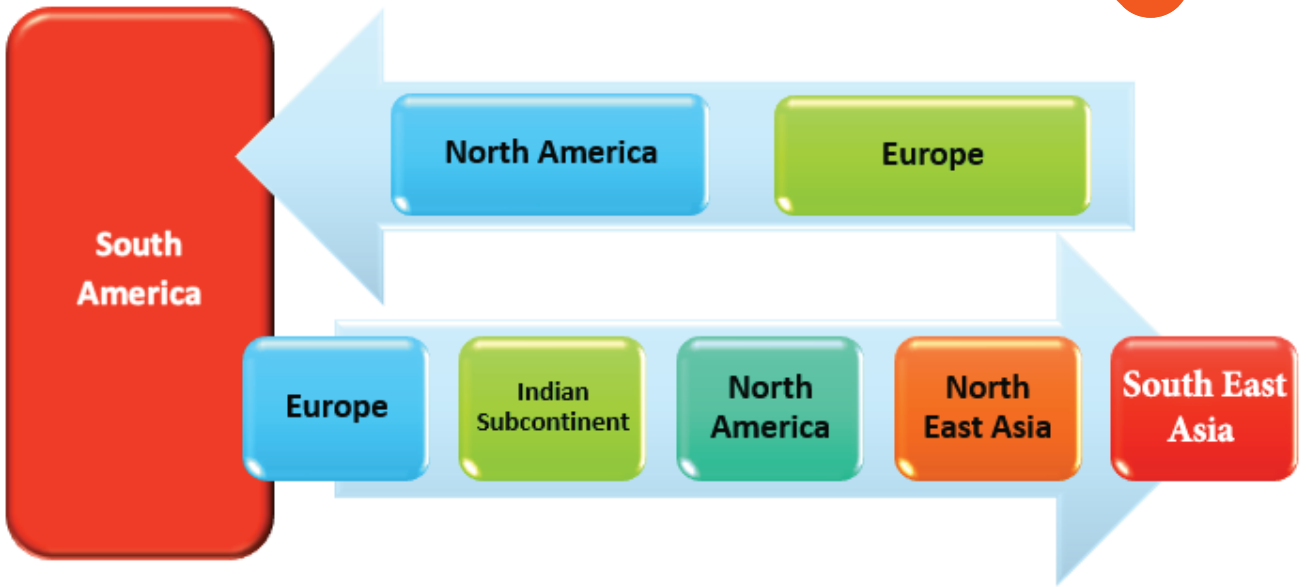 North America
Europe
South
America
Europe
Indian
Subcontinent
North
America
North
East Asia
South East
Asia